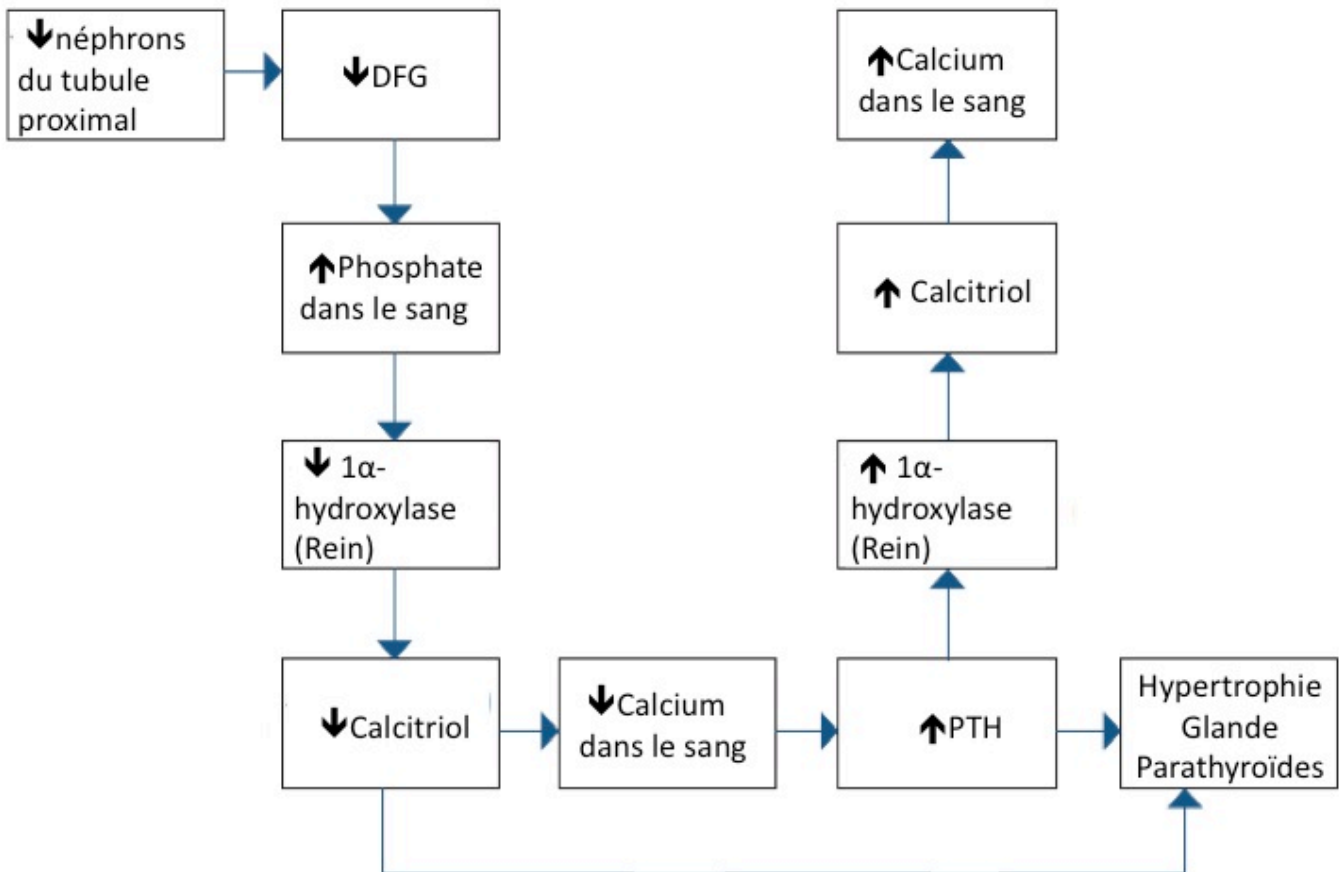 ↓néphrons
du tubule
proximal
↓DFG
↑Phosphate
dans le sang
↓ 1α-
hydroxylase
(Rein)
↓Calcitriol
↓Calcium
dans le sang
↑PTH
Hypertrophie
Glande
Parathyroïdes
↑ 1α-
hydroxylase
(Rein)
↑ Calcitriol
↑Calcium
dans le sang